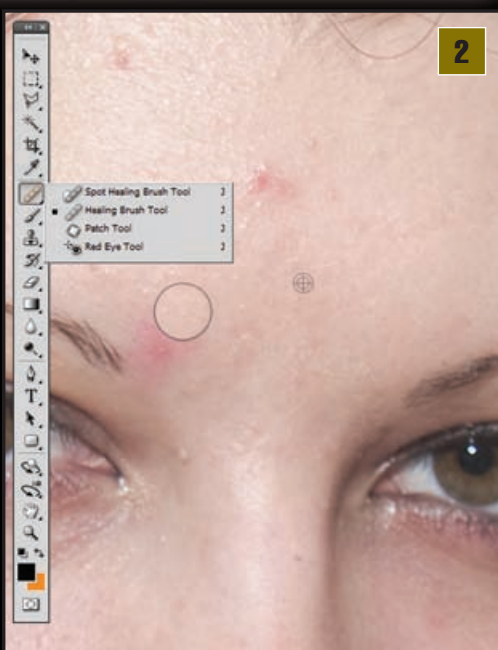 2
Spot Healing Brush Tool J
Healing Brush Tool J
Patch Tool J
Red Eye Tool J
T